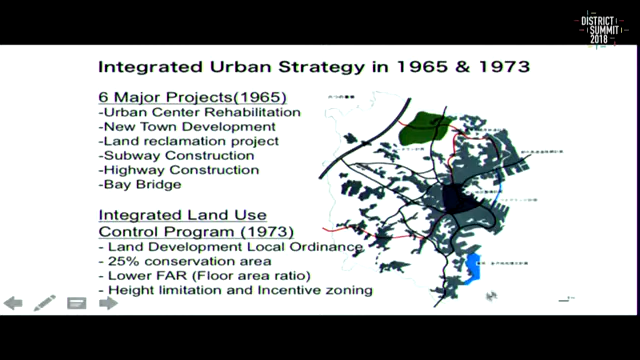 DISTRICT
SUMMIT
2018
Integrated Urban Strategy in 1965 & 1973
6 Major Projects(1965)
-Urban Center Rehabilitation
-New Town Development
-Land reclamation project
-Subway Construction
-Highway Construction
-Bay Bridge
Integrated Land Use
Control Program (1973)
- Land Development Local Ordinance
- 25% conservation area
- Lower FAR (Floor area ratio)
- Height limitation and Incentive zoning